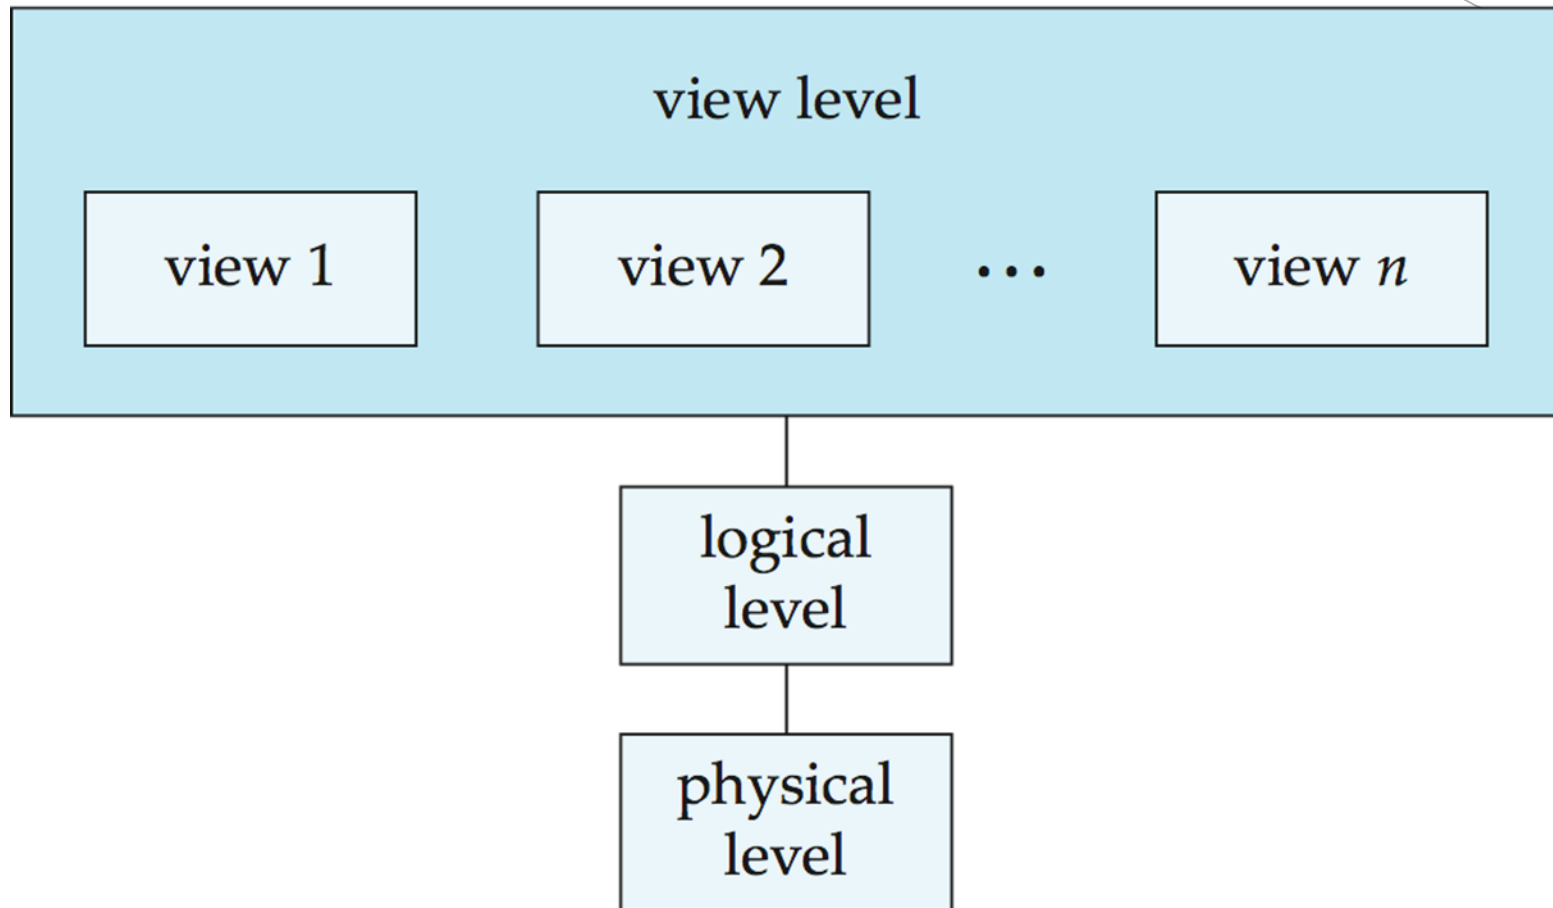 view level
view 1
view 2
...
view n
logical
level
physical
level